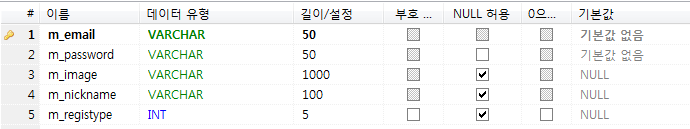 # 이름 데이터 유형 길이/설정 부호 ... NULL 허용 0으... 기본값
1 m_email VARCHAR 50 기본값 없음
2 m_password VARCHAR 50 기본값 없음
3 m_image VARCHAR 1000 NULL
4 m_nickname VARCHAR 100 NULL
5 m_registype INT 5 NULL